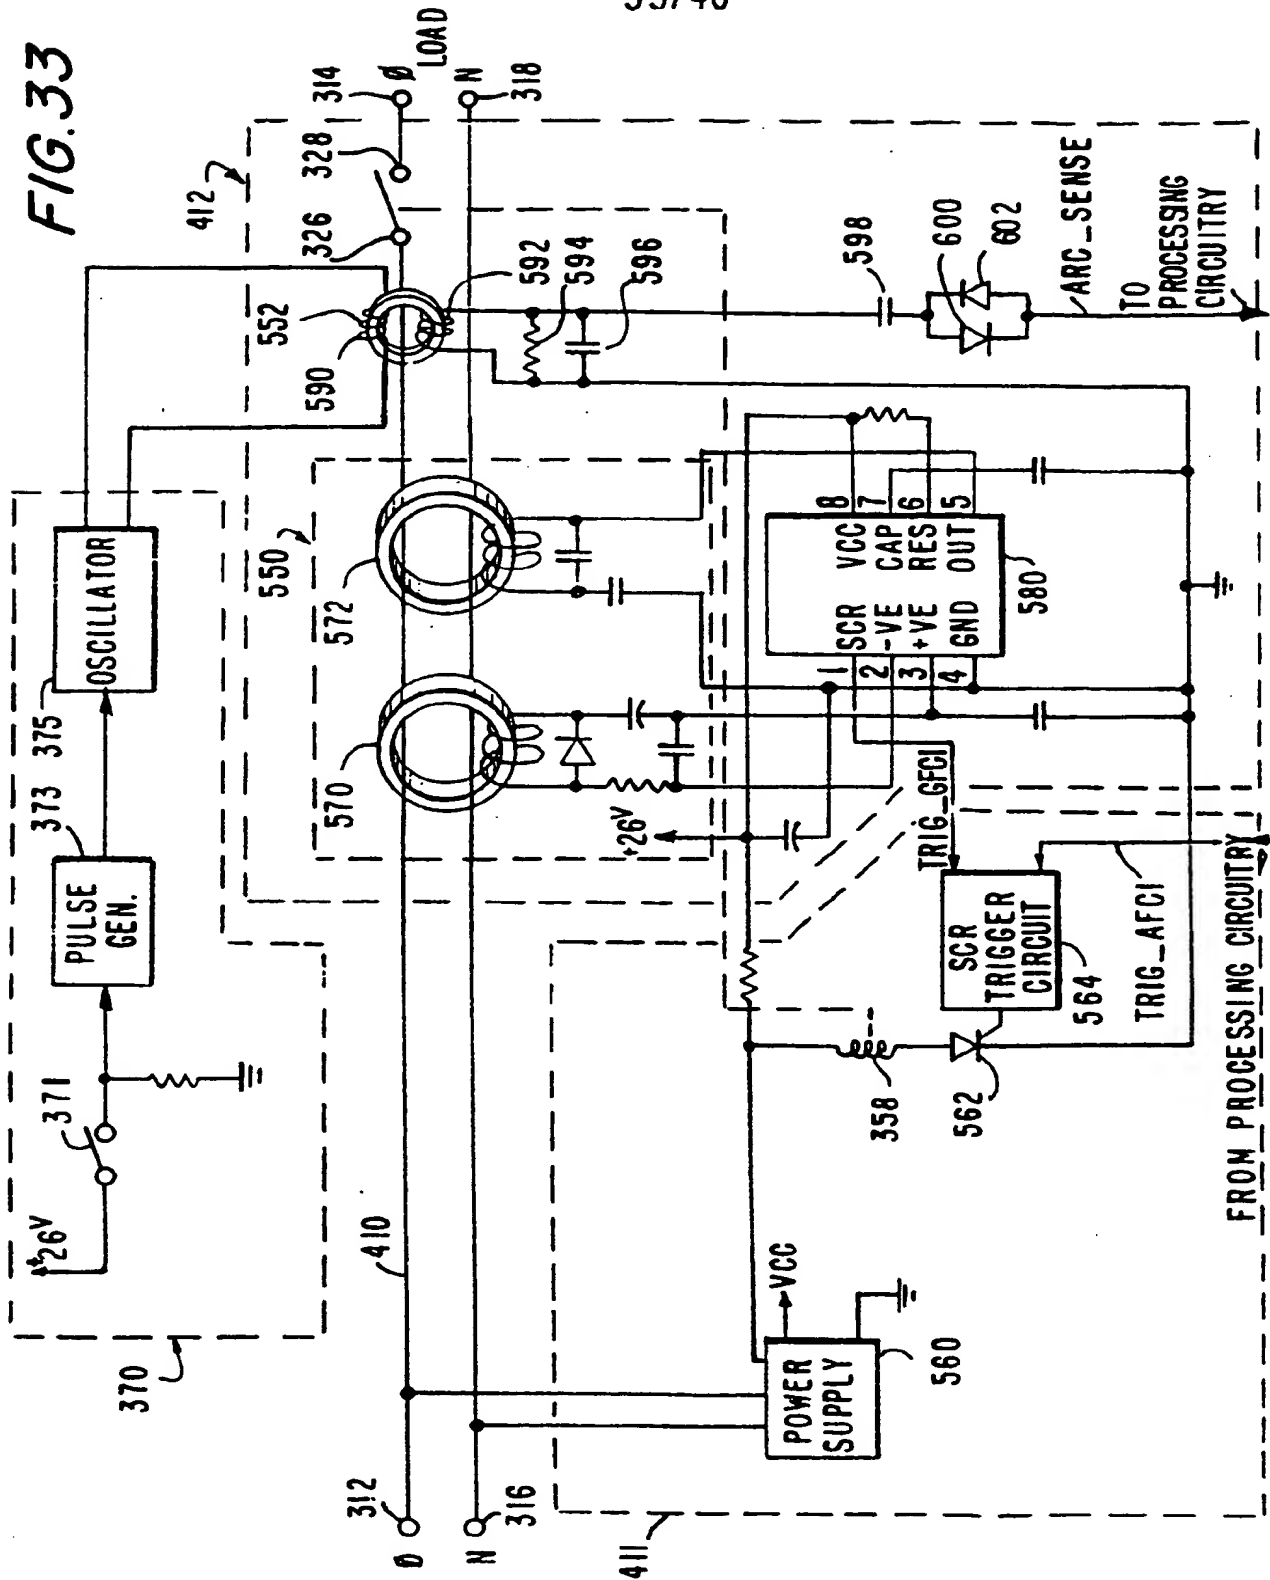 FIG.33
412
328
314
Ø
LOAD
326
N
318
552
590
592
594
596
598
600
602
ARC_SENSE
TO
PROCESSING
CIRCUITRY
375
OSCILLATOR
373
PULSE
GEN.
371
+26V
370
550
572
570
410
+26V
1 SCR VCC 8
2 -VE CAP 7
3 +VE RES 6
4 GND OUT 5
580
TRIG_GFCI
SCR
TRIGGER
CIRCUIT
564
TRIG_AFCI
FROM PROCESSING CIRCUITRY
358
562
VCC
POWER
SUPPLY
560
312
Ø
N
316
411